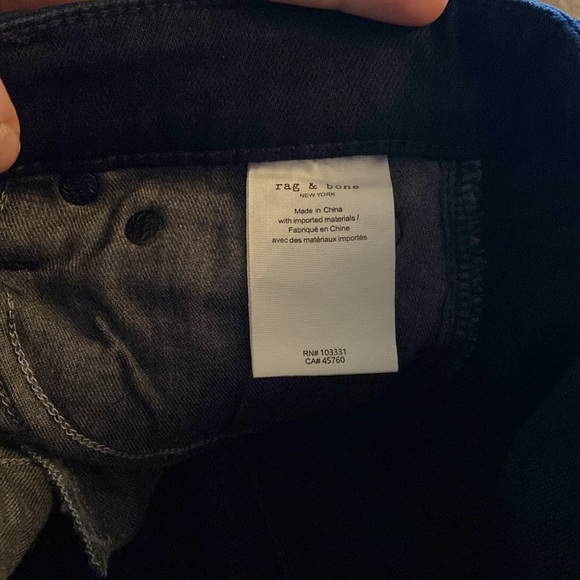 rag & bone
NEW YORK
Made in China
with imported materials /
Fabriqué en Chine
avec des matériaux importés
RN# 103331
CA# 45760